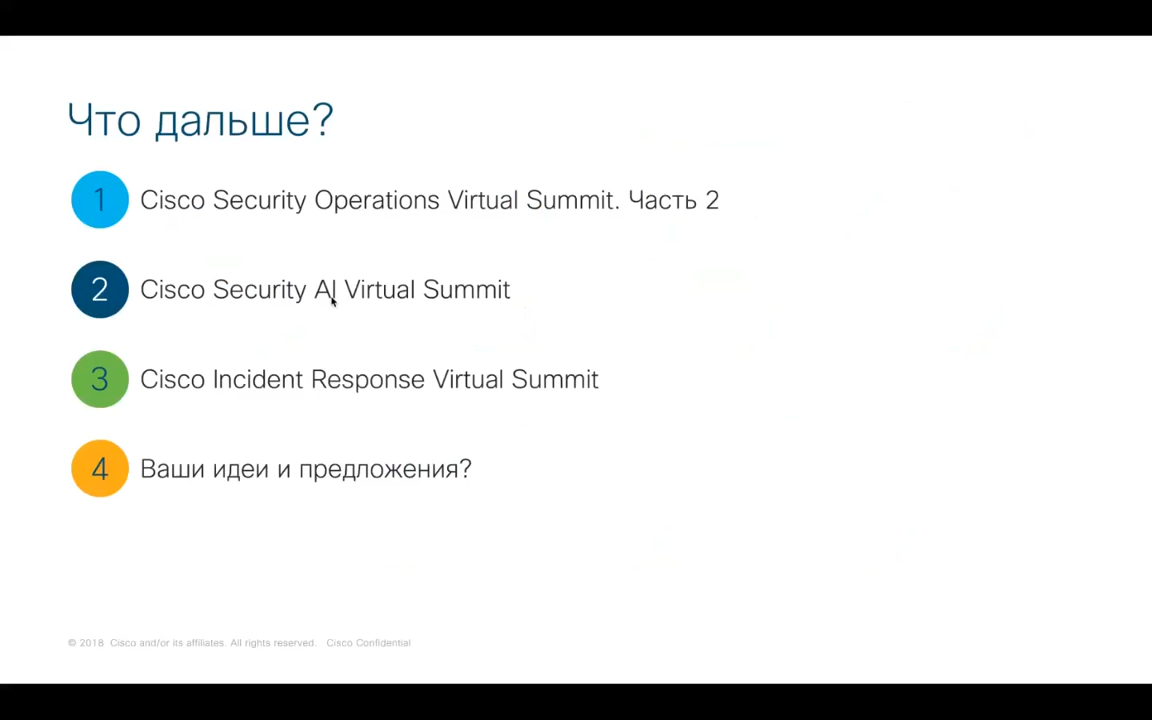 Что дальше?
1 Cisco Security Operations Virtual Summit. Часть 2
2 Cisco Security AI Virtual Summit
3 Cisco Incident Response Virtual Summit
4 Ваши идеи и предложения?
© 2018 Cisco and/or its affiliates. All rights reserved. Cisco Confidential